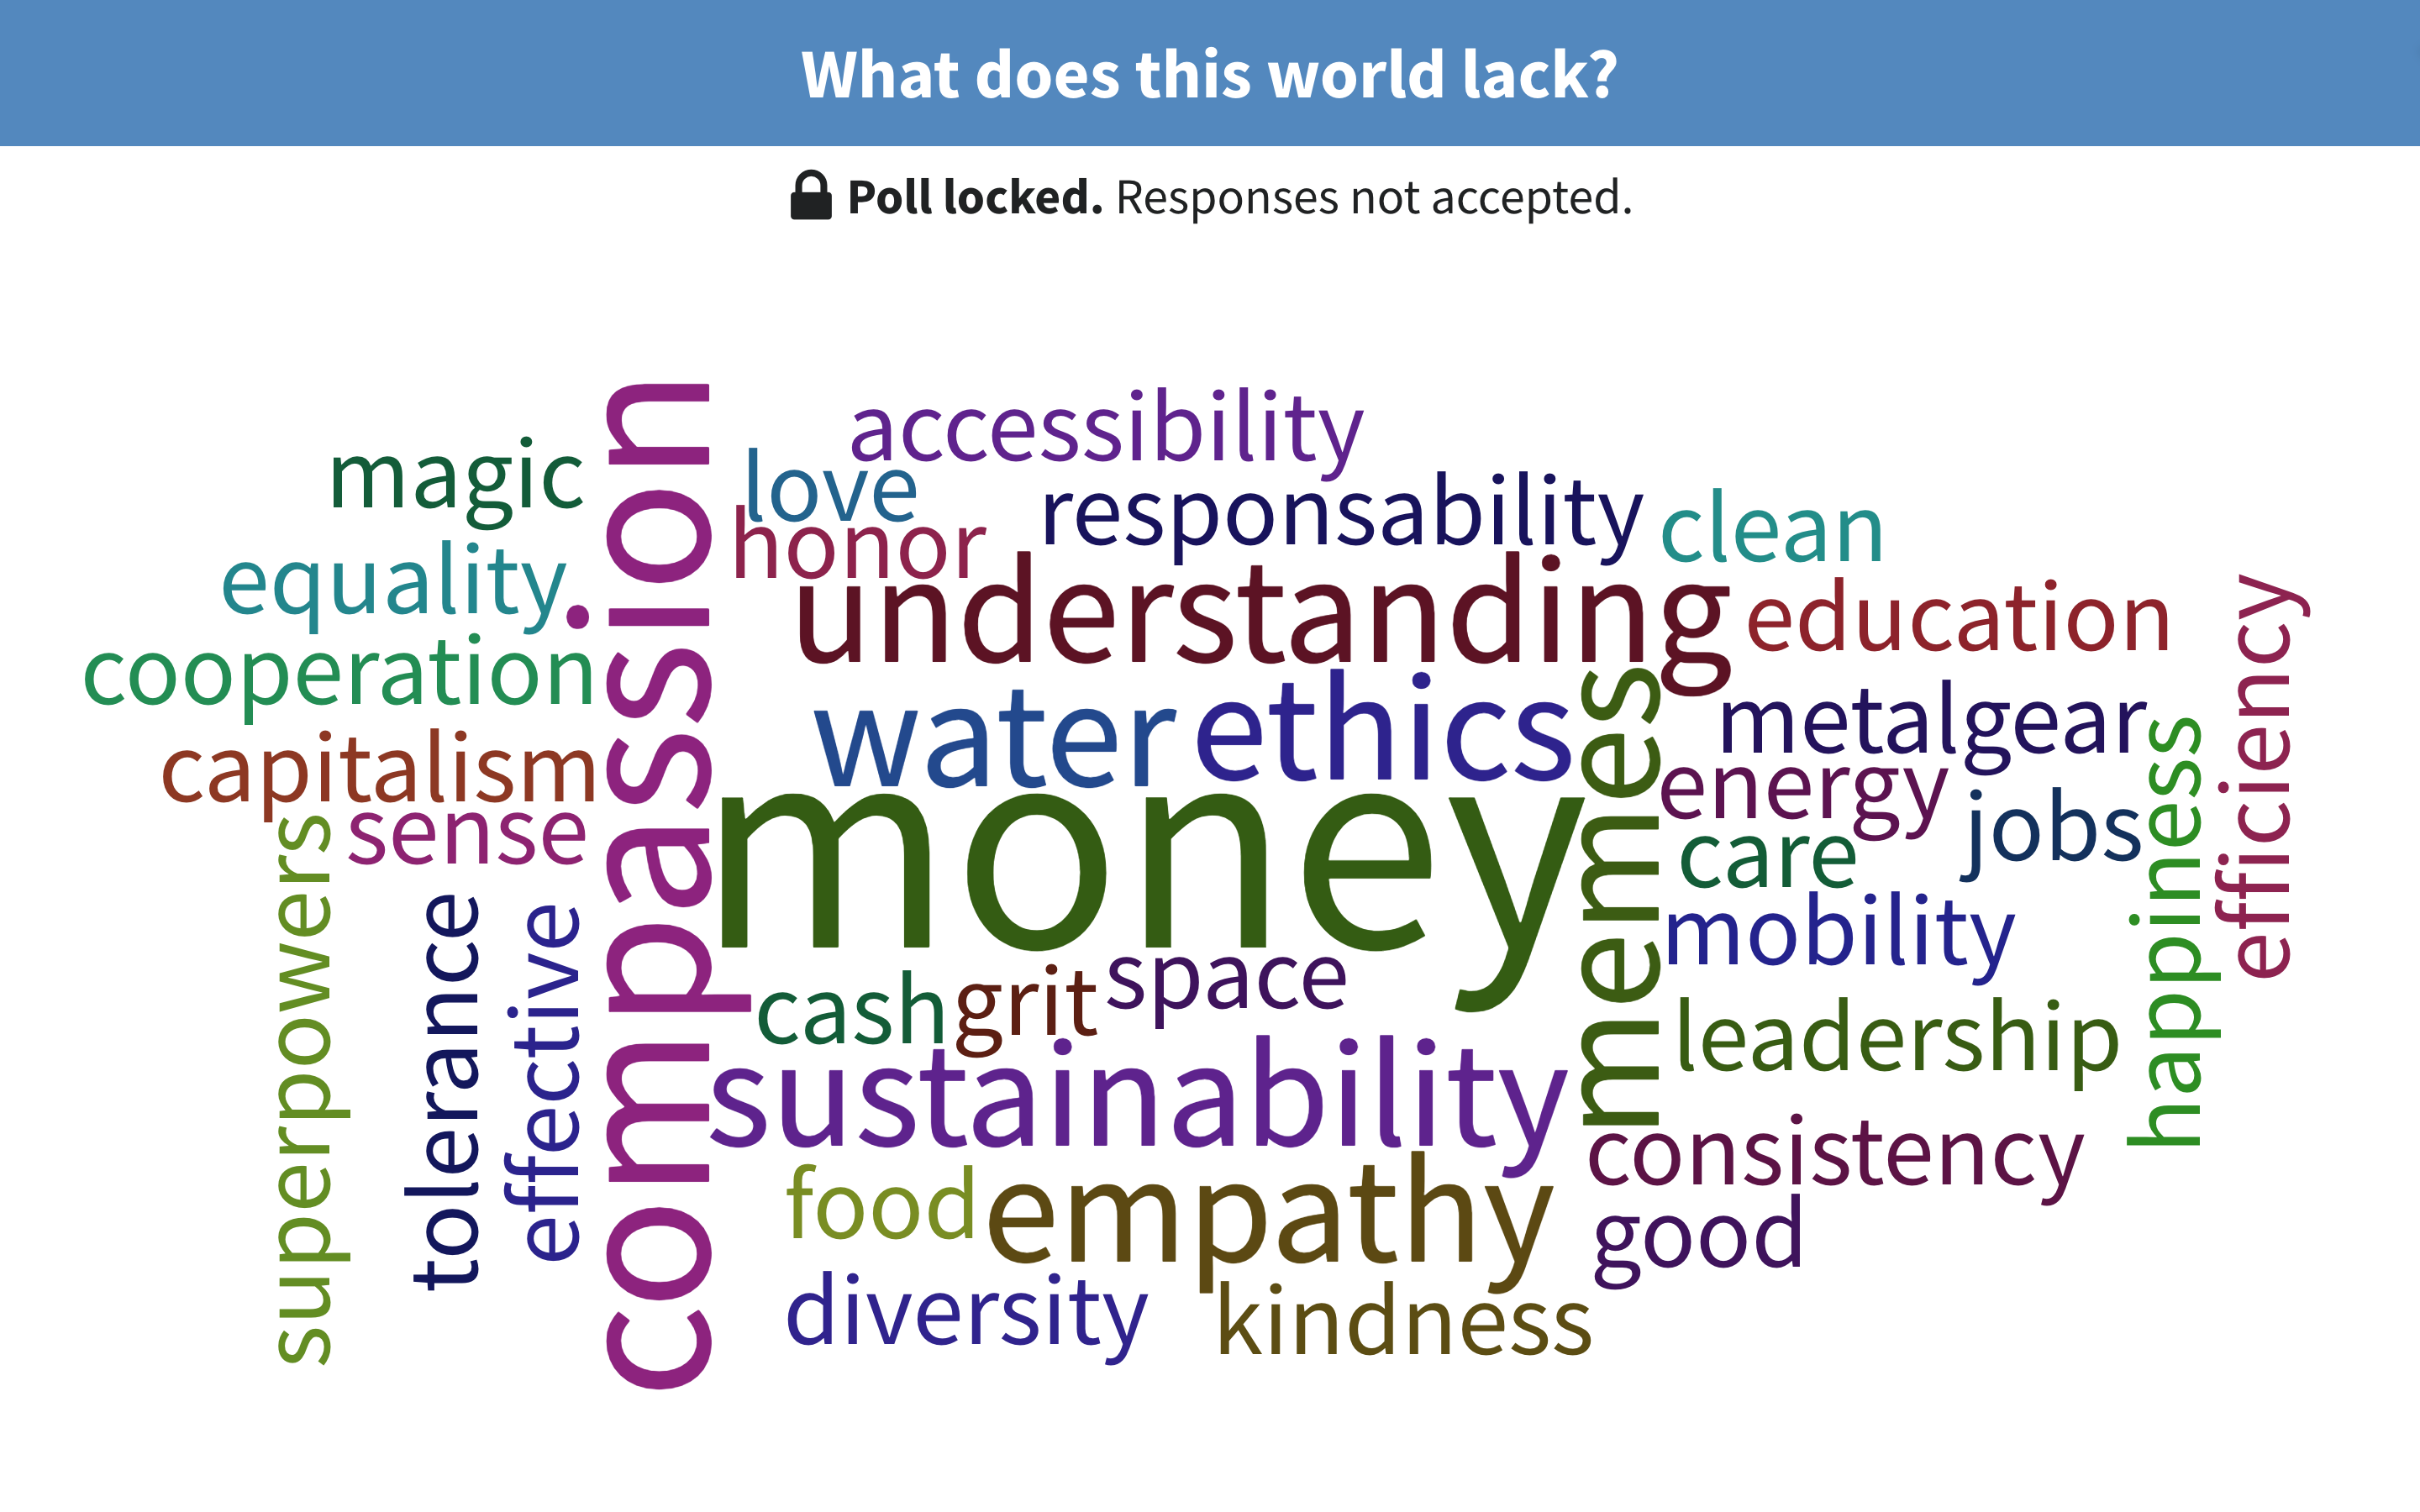 What does this world lack?
Poll locked. Responses not accepted.
accessibility
magic
love
responsability
clean
honor
equality
understanding
education
cooperation
compassion
water
ethics
metalgear
capitalism
energy
sense
money
memes
jobs
care
happiness
efficiency
mobility
superpowers
tolerance
effective
cash
grit
space
leadership
sustainability
consistency
food
empathy
good
diversity
kindness